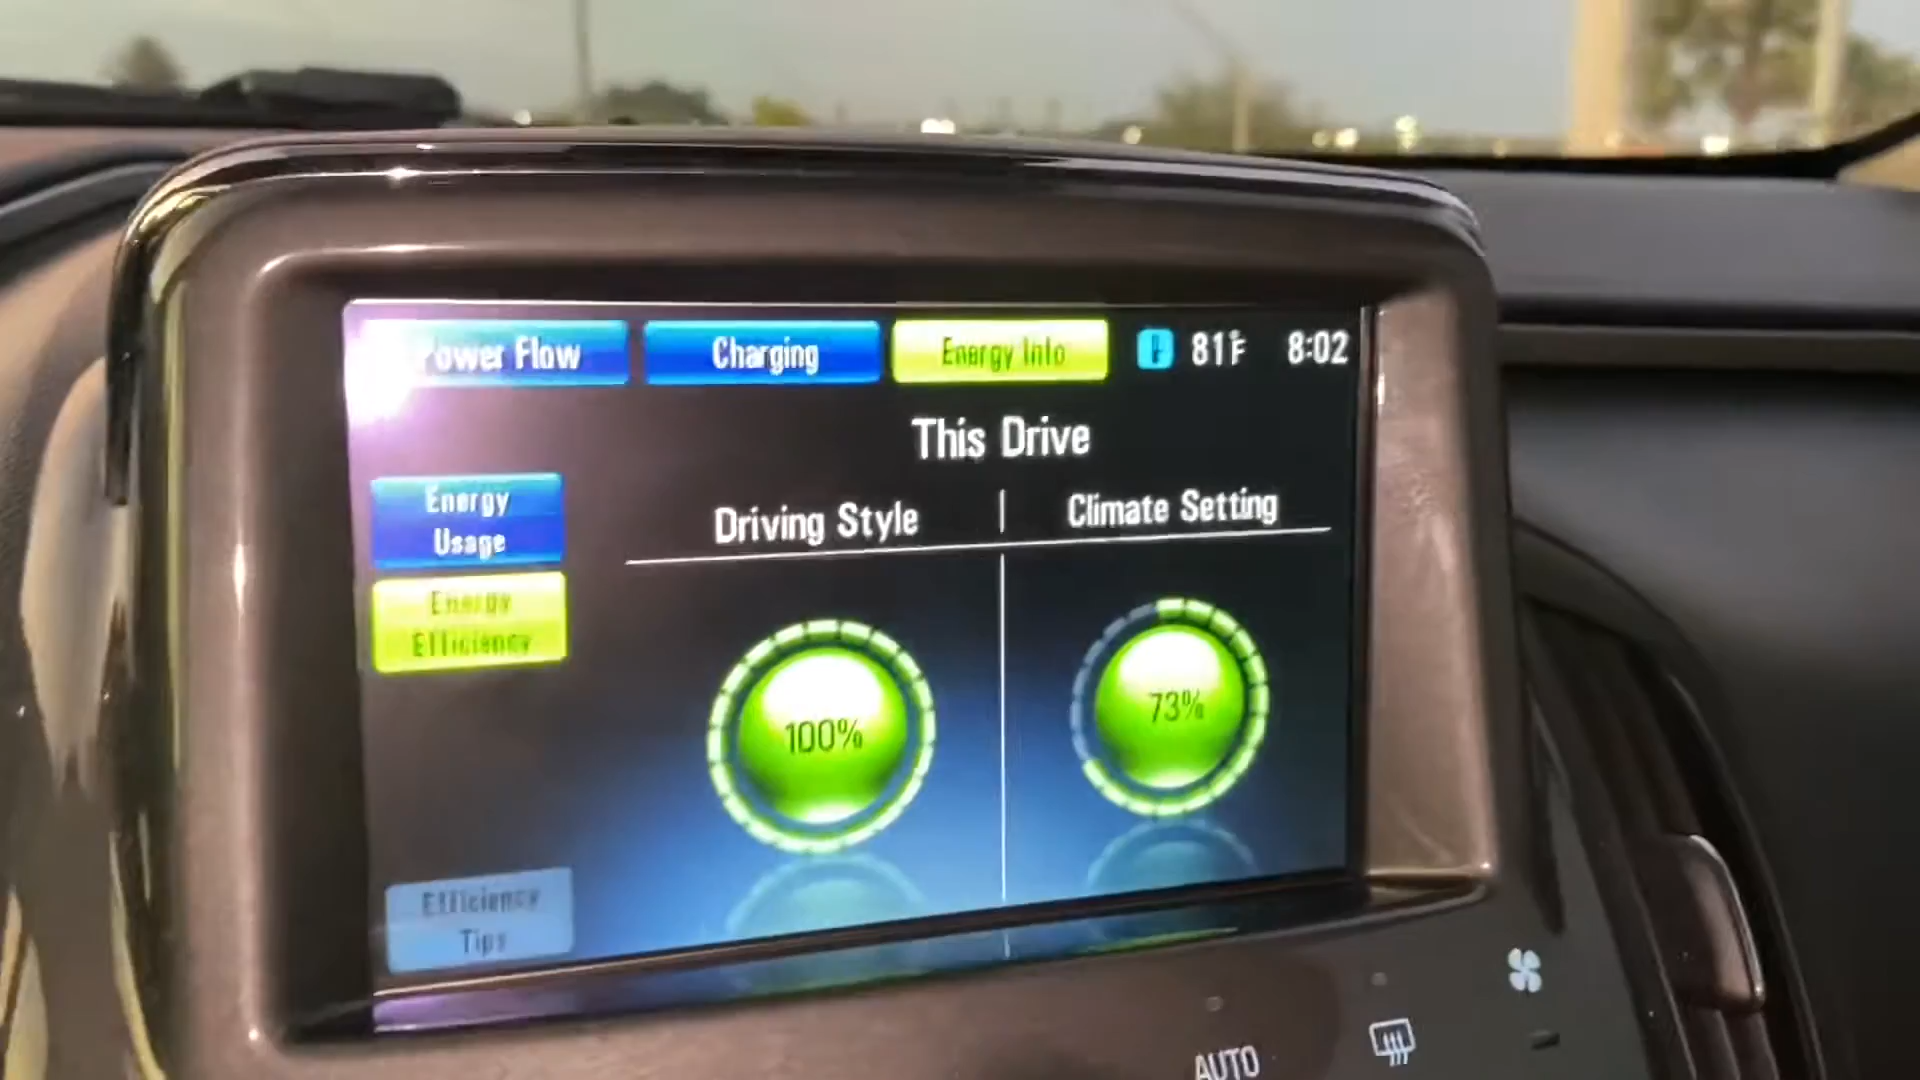 Power Flow
Charging
Energy Info
81°F
8:02
This Drive
Energy
Usage
Driving Style
Climate Setting
Energy
Efficiency
100%
73%
Efficiency
Tips
AUTO